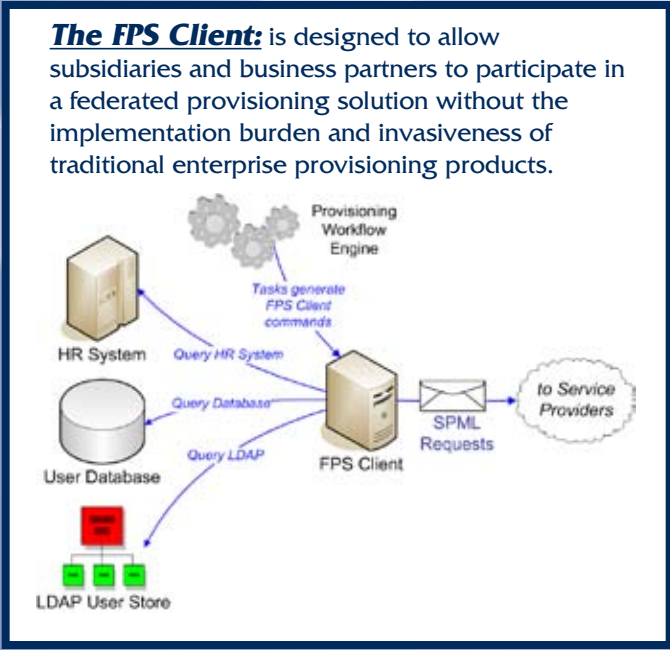 The FPS Client: is designed to allow
subsidiaries and business partners to participate in
a federated provisioning solution without the
implementation burden and invasiveness of
traditional enterprise provisioning products.
Provisioning
Workflow
Engine
Tasks generate
FPS Client
commands
HR System
Query HR System
Query Database
User Database
Query LDAP
FPS Client
SPML
Requests
to Service
Providers
LDAP User Store